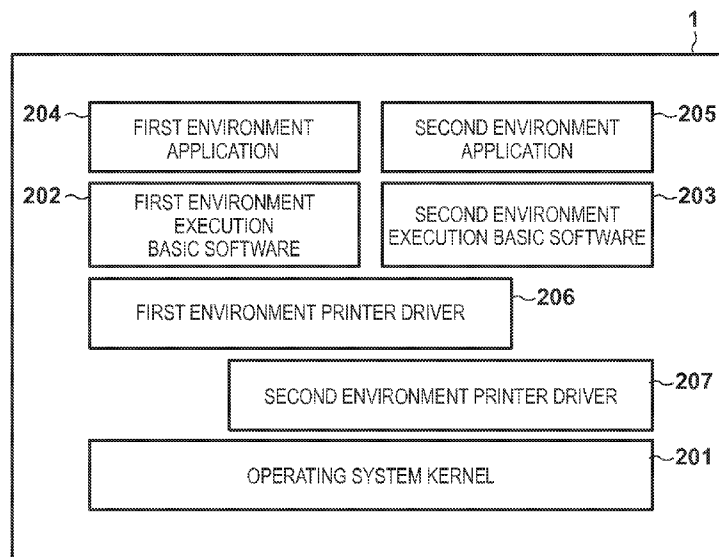 1
204
FIRST ENVIRONMENT
APPLICATION
SECOND ENVIRONMENT
APPLICATION
205
202
FIRST ENVIRONMENT
EXECUTION
BASIC SOFTWARE
SECOND ENVIRONMENT
EXECUTION BASIC SOFTWARE
203
FIRST ENVIRONMENT PRINTER DRIVER
206
SECOND ENVIRONMENT PRINTER DRIVER
207
OPERATING SYSTEM KERNEL
201